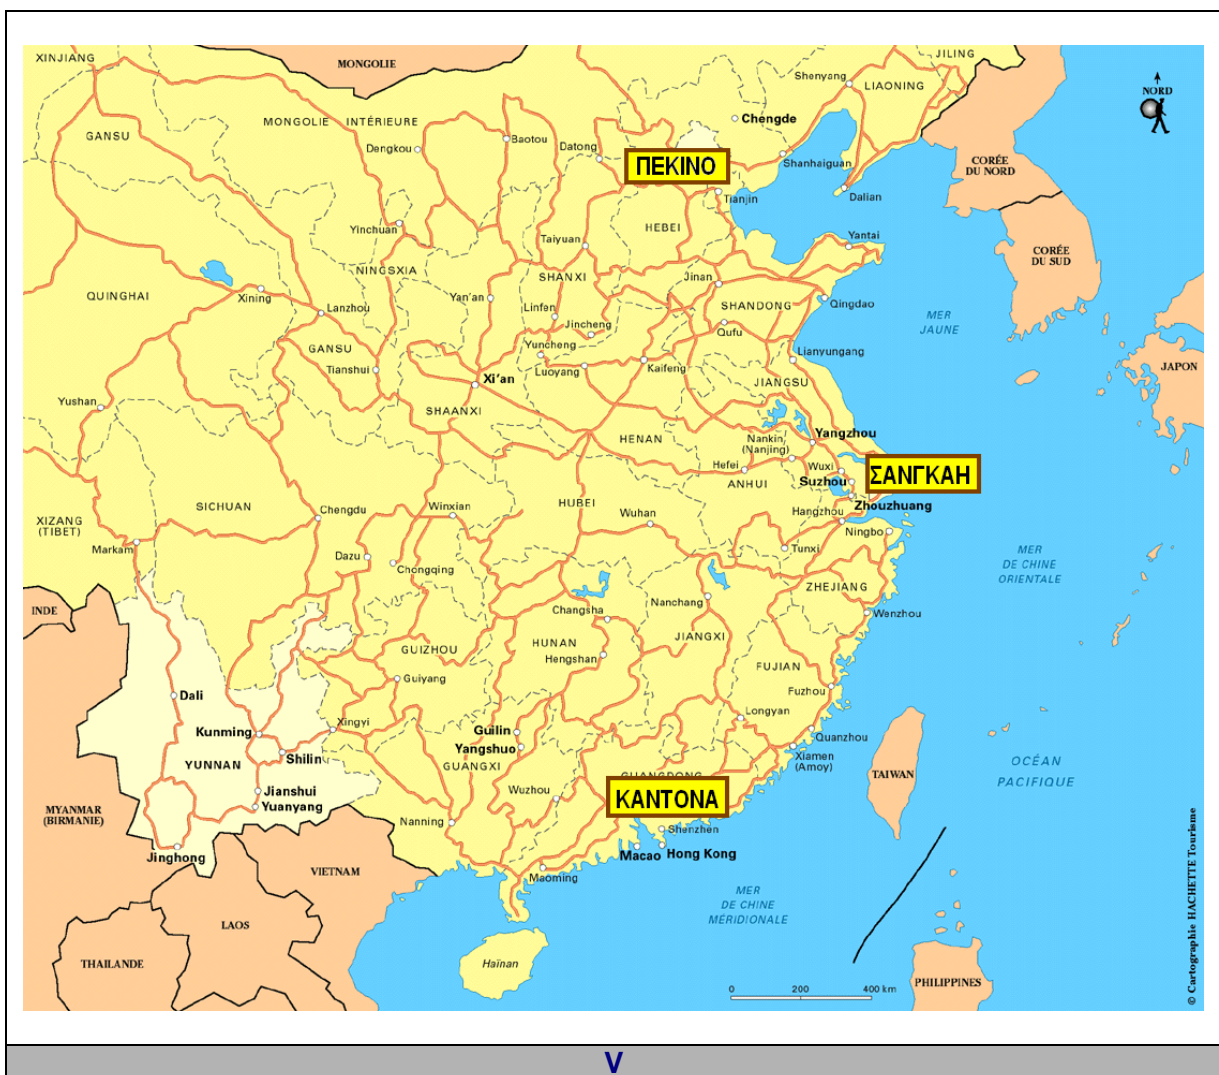 XINJIANG
MONGOLIE
JILING
Shenyang
LIAONING
NORD
GANSU
MONGOLIE INTÉRIEURE
Chengde
Baotou
Dengkou
Datong
ΠΕΚΙΝΟ
Shanhaiguan
CORÉE
DU NORD
Tianjin
Dalian
Yinchuan
HEBEI
Taiyuan
Yantai
CORÉE
DU SUD
NINGSXIA
SHANXI
Jinan
QUINGHAI
Xining
Yan'an
Lanzhou
Linfen
SHANDONG
Qingdao
MER
JAUNE
Jincheng
Qufu
GANSU
Yuncheng
Lianyungang
Tianshui
Luoyang
Kaifeng
JAPON
Xi'an
JIANGSU
Yushan
SHAANXI
HENAN
Nankin
(Nanjing)
Yangzhou
Hefei
Wuxi
ΣΑΝΓΚΑΗ
ANHUI
Suzhou
SICHUAN
HUBEI
Zhouzhuang
Chengdu
Winxian
Wuhan
Hangzhou
XIZANG
(TIBET)
Ningbo
Markam
Dazu
Tunxi
MER
DE CHINE
ORIENTALE
Chongqing
ZHEJIANG
INDE
Changsha
Nanchang
Wenzhou
GUIZHOU
HUNAN
JIANGXI
Hengshan
FUJIAN
Guiyang
Dali
Fuzhou
Longyan
Xingyi
Guilin
Kunming
Quanzhou
Yangshuo
Shilin
Xiamen
(Amoy)
YUNNAN
GUANGXI
OCÉAN
PACIFIQUE
GUANGDONG
TAIWAN
Jianshui
Wuzhou
ΚΑΝΤΟΝΑ
Yuanyang
MYANMAR
(BIRMANIE)
Nanning
Shenzhen
Jinghong
Macao
Hong Kong
VIETNAM
Maoming
MER
DE CHINE
MÉRIDIONALE
LAOS
THAILANDE
Haïnan
PHILIPPINES
0 200 400 km
© Cartographie HACHETTE Tourisme
V